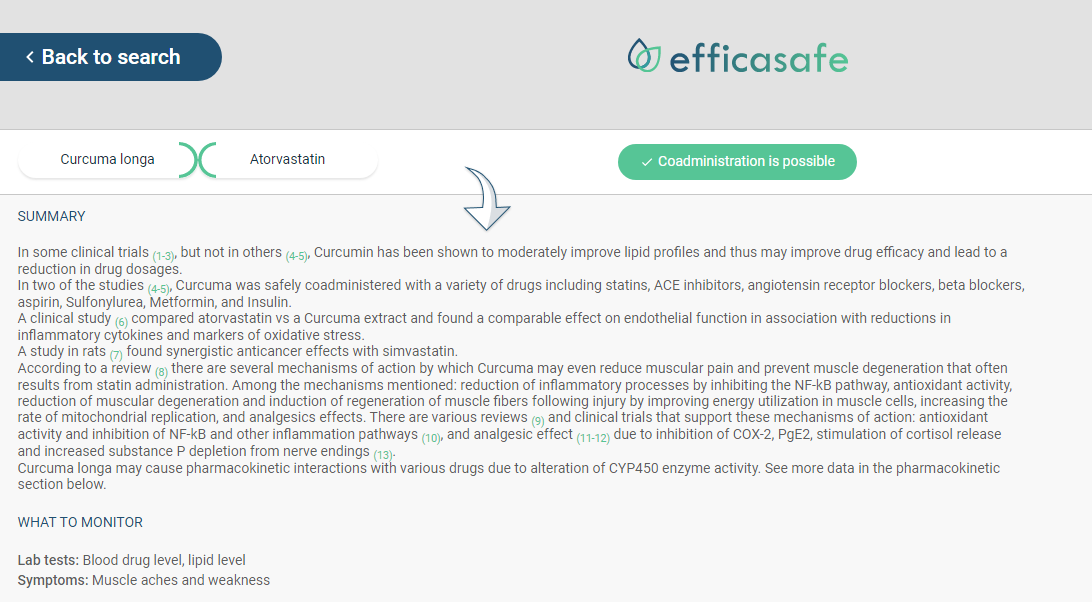 Back to search
efficasafe
Curcuma longa
Atorvastatin
Coadministration is possible
SUMMARY
In some clinical trials (1-3), but not in others (4-5), Curcumin has been shown to moderately improve lipid profiles and thus may improve drug efficacy and lead to a
reduction in drug dosages.
In two of the studies (4-5), Curcuma was safely coadministered with a variety of drugs including statins, ACE inhibitors, angiotensin receptor blockers, beta blockers,
aspirin, Sulfonylurea, Metformin, and Insulin.
A clinical study (6) compared atorvastatin vs a Curcuma extract and found a comparable effect on endothelial function in association with reductions in
inflammatory cytokines and markers of oxidative stress.
A study in rats (7) found synergistic anticancer effects with simvastatin.
According to a review (8) there are several mechanisms of action by which Curcuma may even reduce muscular pain and prevent muscle degeneration that often
results from statin administration. Among the mechanisms mentioned: reduction of inflammatory processes by inhibiting the NF-kB pathway, antioxidant activity,
reduction of muscular degeneration and induction of regeneration of muscle fibers following injury by improving energy utilization in muscle cells, increasing the
rate of mitochondrial replication, and analgesics effects. There are various reviews (9) and clinical trials that support these mechanisms of action: antioxidant
activity and inhibition of NF-kB and other inflammation pathways (10), and analgesic effect (11-12) due to inhibition of COX-2, PgE2, stimulation of cortisol release
and increased substance P depletion from nerve endings (13).
Curcuma longa may cause pharmacokinetic interactions with various drugs due to alteration of CYP450 enzyme activity. See more data in the pharmacokinetic
section below.
WHAT TO MONITOR
Lab tests: Blood drug level, lipid level
Symptoms: Muscle aches and weakness